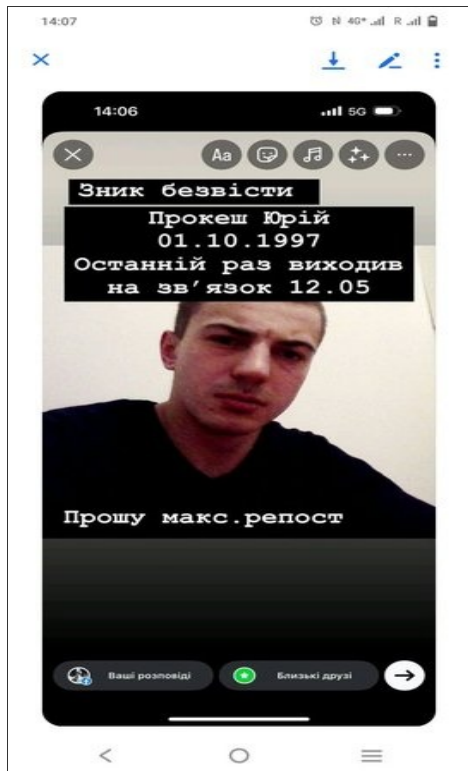 14:07
4G+ R
14:06
5G
Aa
Зник безвісти
Прокеш Юрій
01.10.1997
Останній раз виходив
на зв'язок 12.05
Прошу макс.репост
Ваші розповіді
Близькі друзі